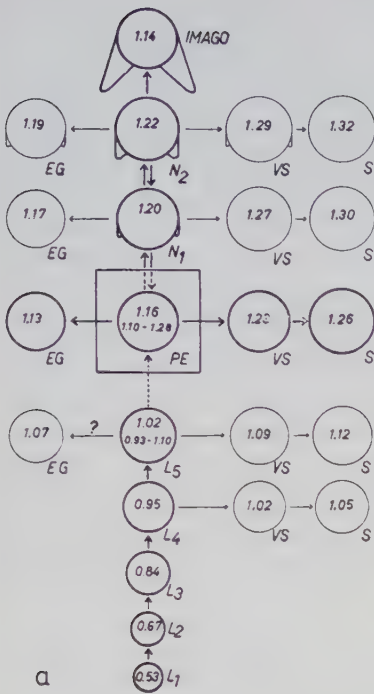 1.14 IMAGO
1.19 1.22 1.29 1.32
EG N2 VS S
1.17 1.20 1.27 1.30
EG N1 VS S
1.13 1.16 1.26
1.10 - 1.28
EG PE VS S
1.07 ? 1.02 1.09 1.12
0.93 - 1.10
EG L5 VS S
0.95 1.02 1.05
L4 VS S
0.84 L3
0.67 L2
0.53 L1
a